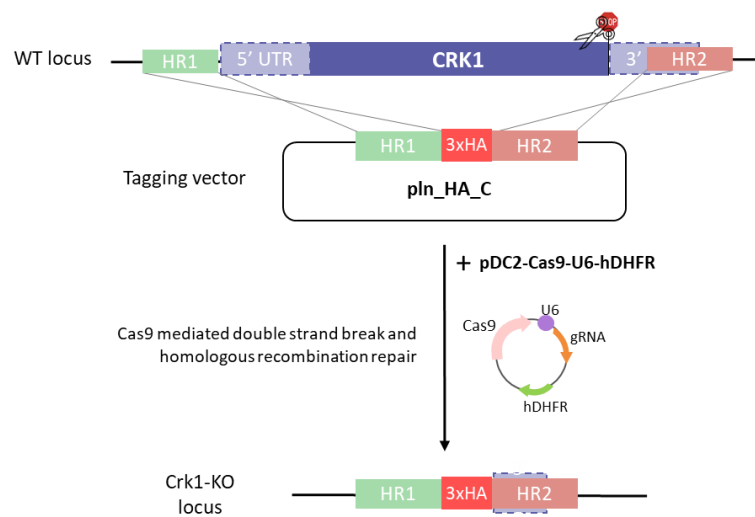 OP
WT locus
HR1
5' UTR
CRK1
3'
HR2
HR1
3xHA
HR2
Tagging vector
pln_HA_C
+ pDC2-Cas9-U6-hDHFR
Cas9 mediated double strand break and
homologous recombination repair
U6
Cas9
gRNA
hDHFR
Crk1-KO
locus
HR1
3xHA
HR2